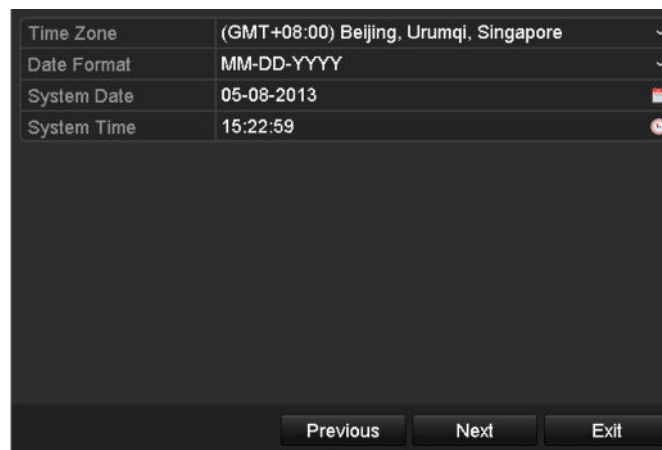 Time Zone (GMT+08:00) Beijing, Urumqi, Singapore
Date Format MM-DD-YYYY
System Date 05-08-2013
System Time 15:22:59
Previous Next Exit